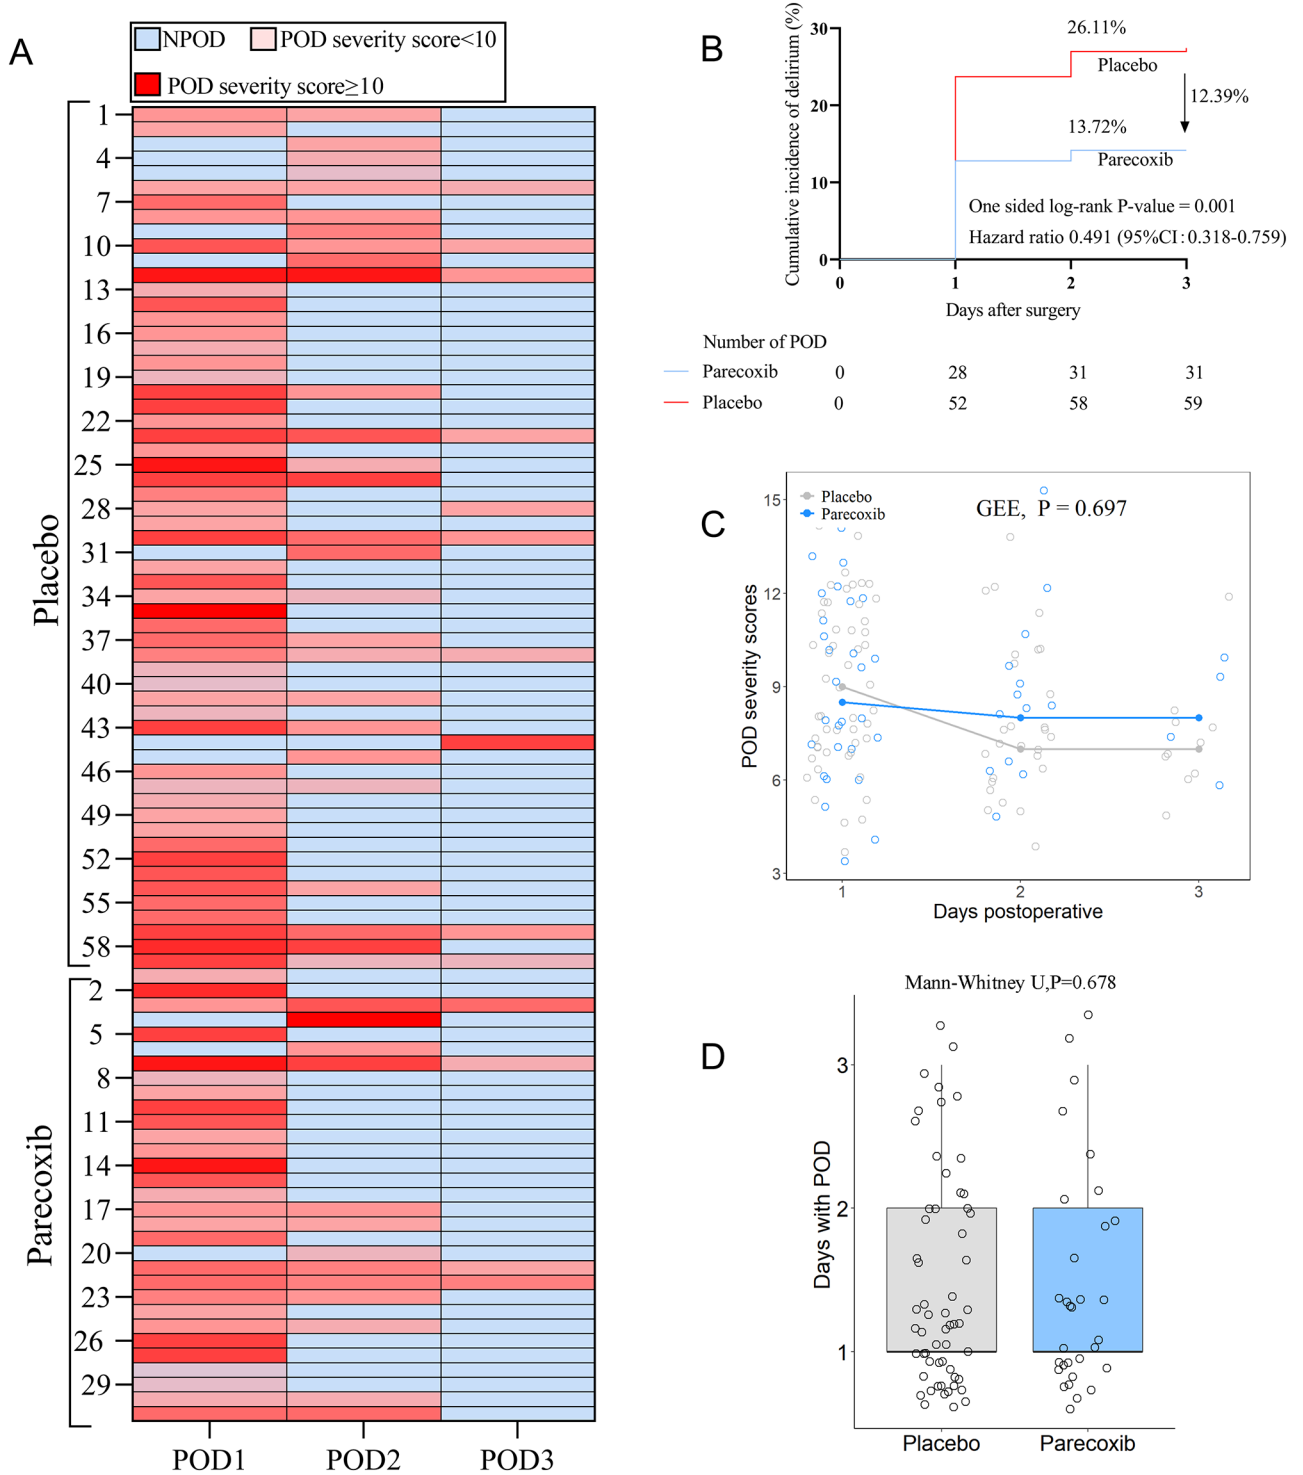 A
NPOD
POD severity score<10
POD severity score≥10
1
4
7
10
13
16
19
22
25
28
31
34
37
40
43
46
49
52
55
58
2
5
8
11
14
17
20
23
26
29
Placebo
Parecoxib
POD1
POD2
POD3
B
Cumulative incidence of delirium (%)
30
20
10
0
26.11%
Placebo
12.39%
13.72%
Parecoxib
One sided log-rank P-value = 0.001
Hazard ratio 0.491 (95%CI:0.318-0.759)
0
1
2
3
Days after surgery
Number of POD
Parecoxib 0 28 31 31
Placebo 0 52 58 59
C
POD severity scores
15
12
9
6
3
Placebo
Parecoxib
GEE, P = 0.697
1
2
3
Days postoperative
D
Mann-Whitney U,P=0.678
Days with POD
3
2
1
Placebo
Parecoxib